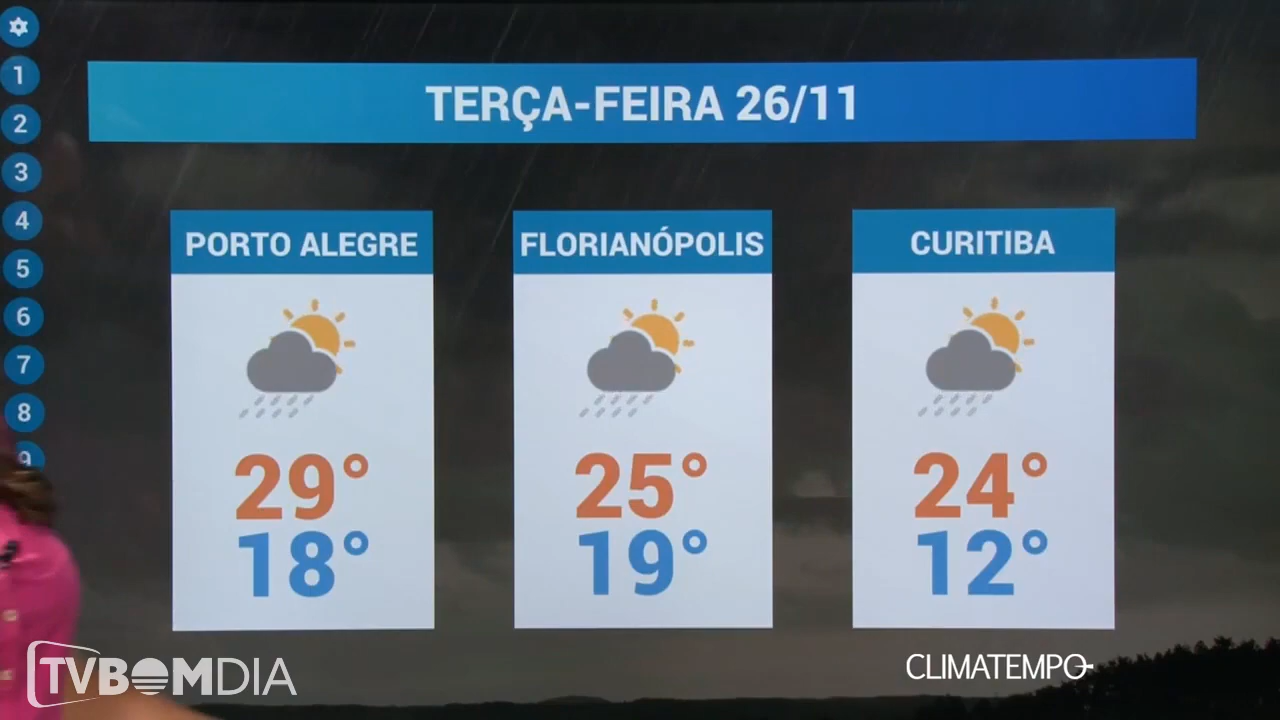 1
2
3
4
5
6
7
8
9
TERÇA-FEIRA 26/11
PORTO ALEGRE
29°
18°
FLORIANÓPOLIS
25°
19°
CURITIBA
24°
12°
TVBOMDIA
CLIMATEMPO